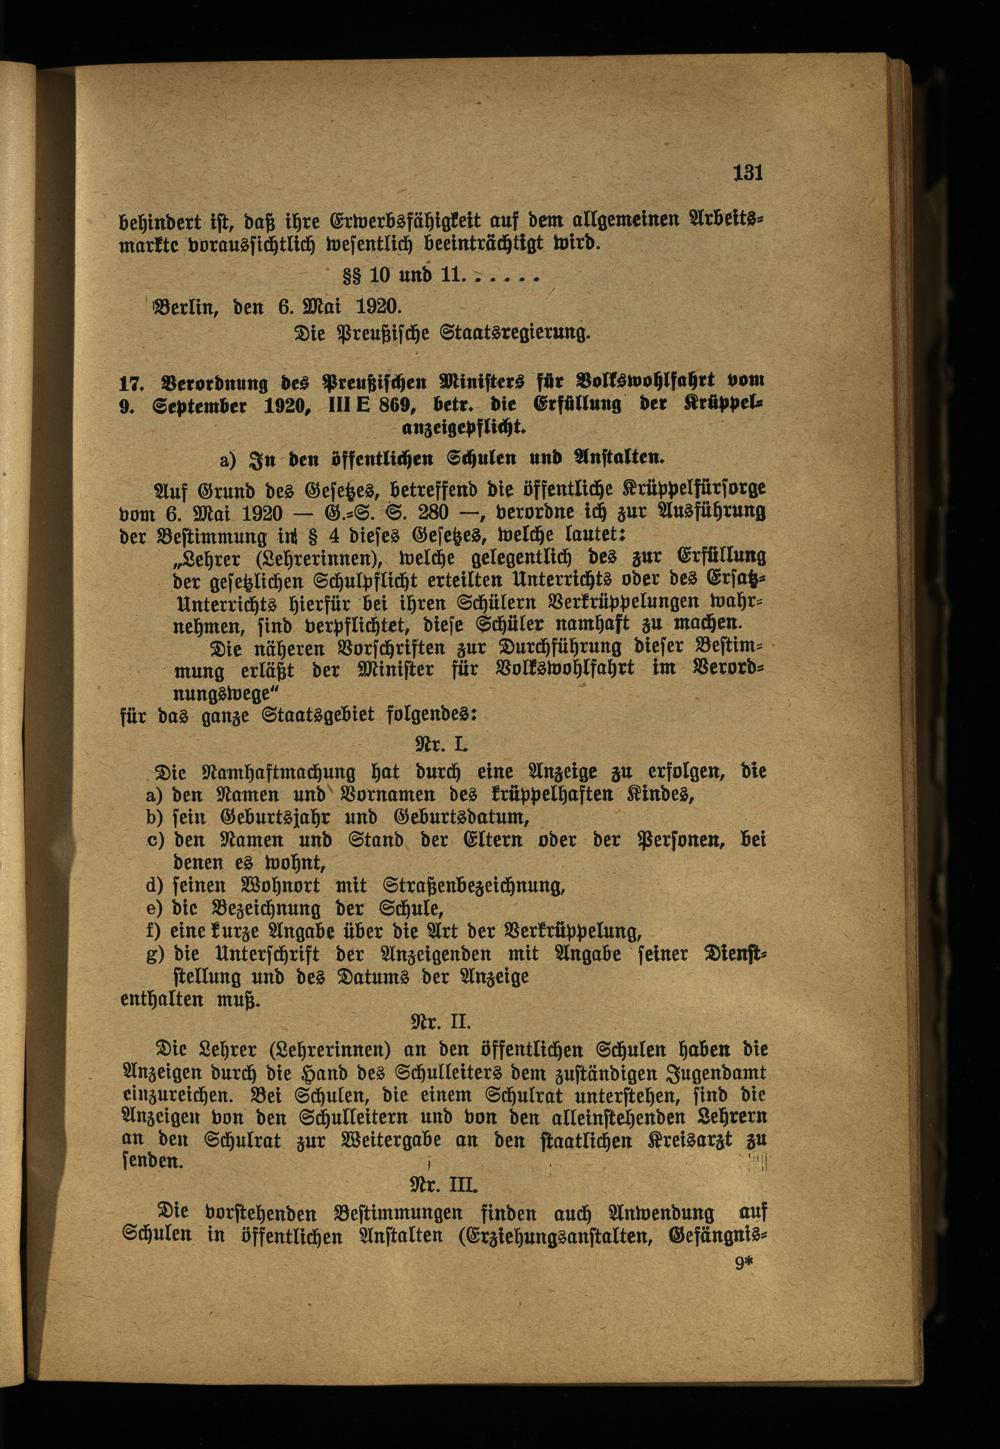 131
behindert ist, daß ihre Erwerbsfähigkeit auf dem allgemeinen Arbeits-
markte voraussichtlich wesentlich beeinträchtigt wird.
§§ 10 und 11. . . . . .
Berlin, den 6. Mai 1920.
Die Preußische Staatsregierung.
17. Verordnung des Preußischen Ministers für Volkswohlfahrt vom
9. September 1920, III E 869, betr. die Erfüllung der Krüppel-
anzeigepflicht.
a) In den öffentlichen Schulen und Anstalten.
Auf Grund des Gesetzes, betreffend die öffentliche Krüppelfürsorge
vom 6. Mai 1920 — G.-S. S. 280 —, verordne ich zur Ausführung
der Bestimmung in § 4 dieses Gesetzes, welche lautet:
„Lehrer (Lehrerinnen), welche gelegentlich des zur Erfüllung
der gesetzlichen Schulpflicht erteilten Unterrichts oder des Ersatz-
Unterrichts hierfür bei ihren Schülern Verkrüppelungen wahr-
nehmen, sind verpflichtet, diese Schüler namhaft zu machen.
Die näheren Vorschriften zur Durchführung dieser Bestim-
mung erläßt der Minister für Volkswohlfahrt im Verord-
nungswege“
für das ganze Staatsgebiet folgendes:
Nr. I.
Die Namhaftmachung hat durch eine Anzeige zu erfolgen, die
a) den Namen und Vornamen des krüppelhaften Kindes,
b) sein Geburtsjahr und Geburtsdatum,
c) den Namen und Stand der Eltern oder der Personen, bei
denen es wohnt,
d) seinen Wohnort mit Straßenbezeichnung,
e) die Bezeichnung der Schule,
f) eine kurze Angabe über die Art der Verkrüppelung,
g) die Unterschrift der Anzeigenden mit Angabe seiner Dienst-
stellung und des Datums der Anzeige
enthalten muß.
Nr. II.
Die Lehrer (Lehrerinnen) an den öffentlichen Schulen haben die
Anzeigen durch die Hand des Schulleiters dem zuständigen Jugendamt
einzureichen. Bei Schulen, die einem Schulrat unterstehen, sind die
Anzeigen von den Schulleitern und von den alleinstehenden Lehrern
an den Schulrat zur Weitergabe an den staatlichen Kreisarzt zu
senden.
Nr. III.
Die vorstehenden Bestimmungen finden auch Anwendung auf
Schulen in öffentlichen Anstalten (Erziehungsanstalten, Gefängnis-
9*